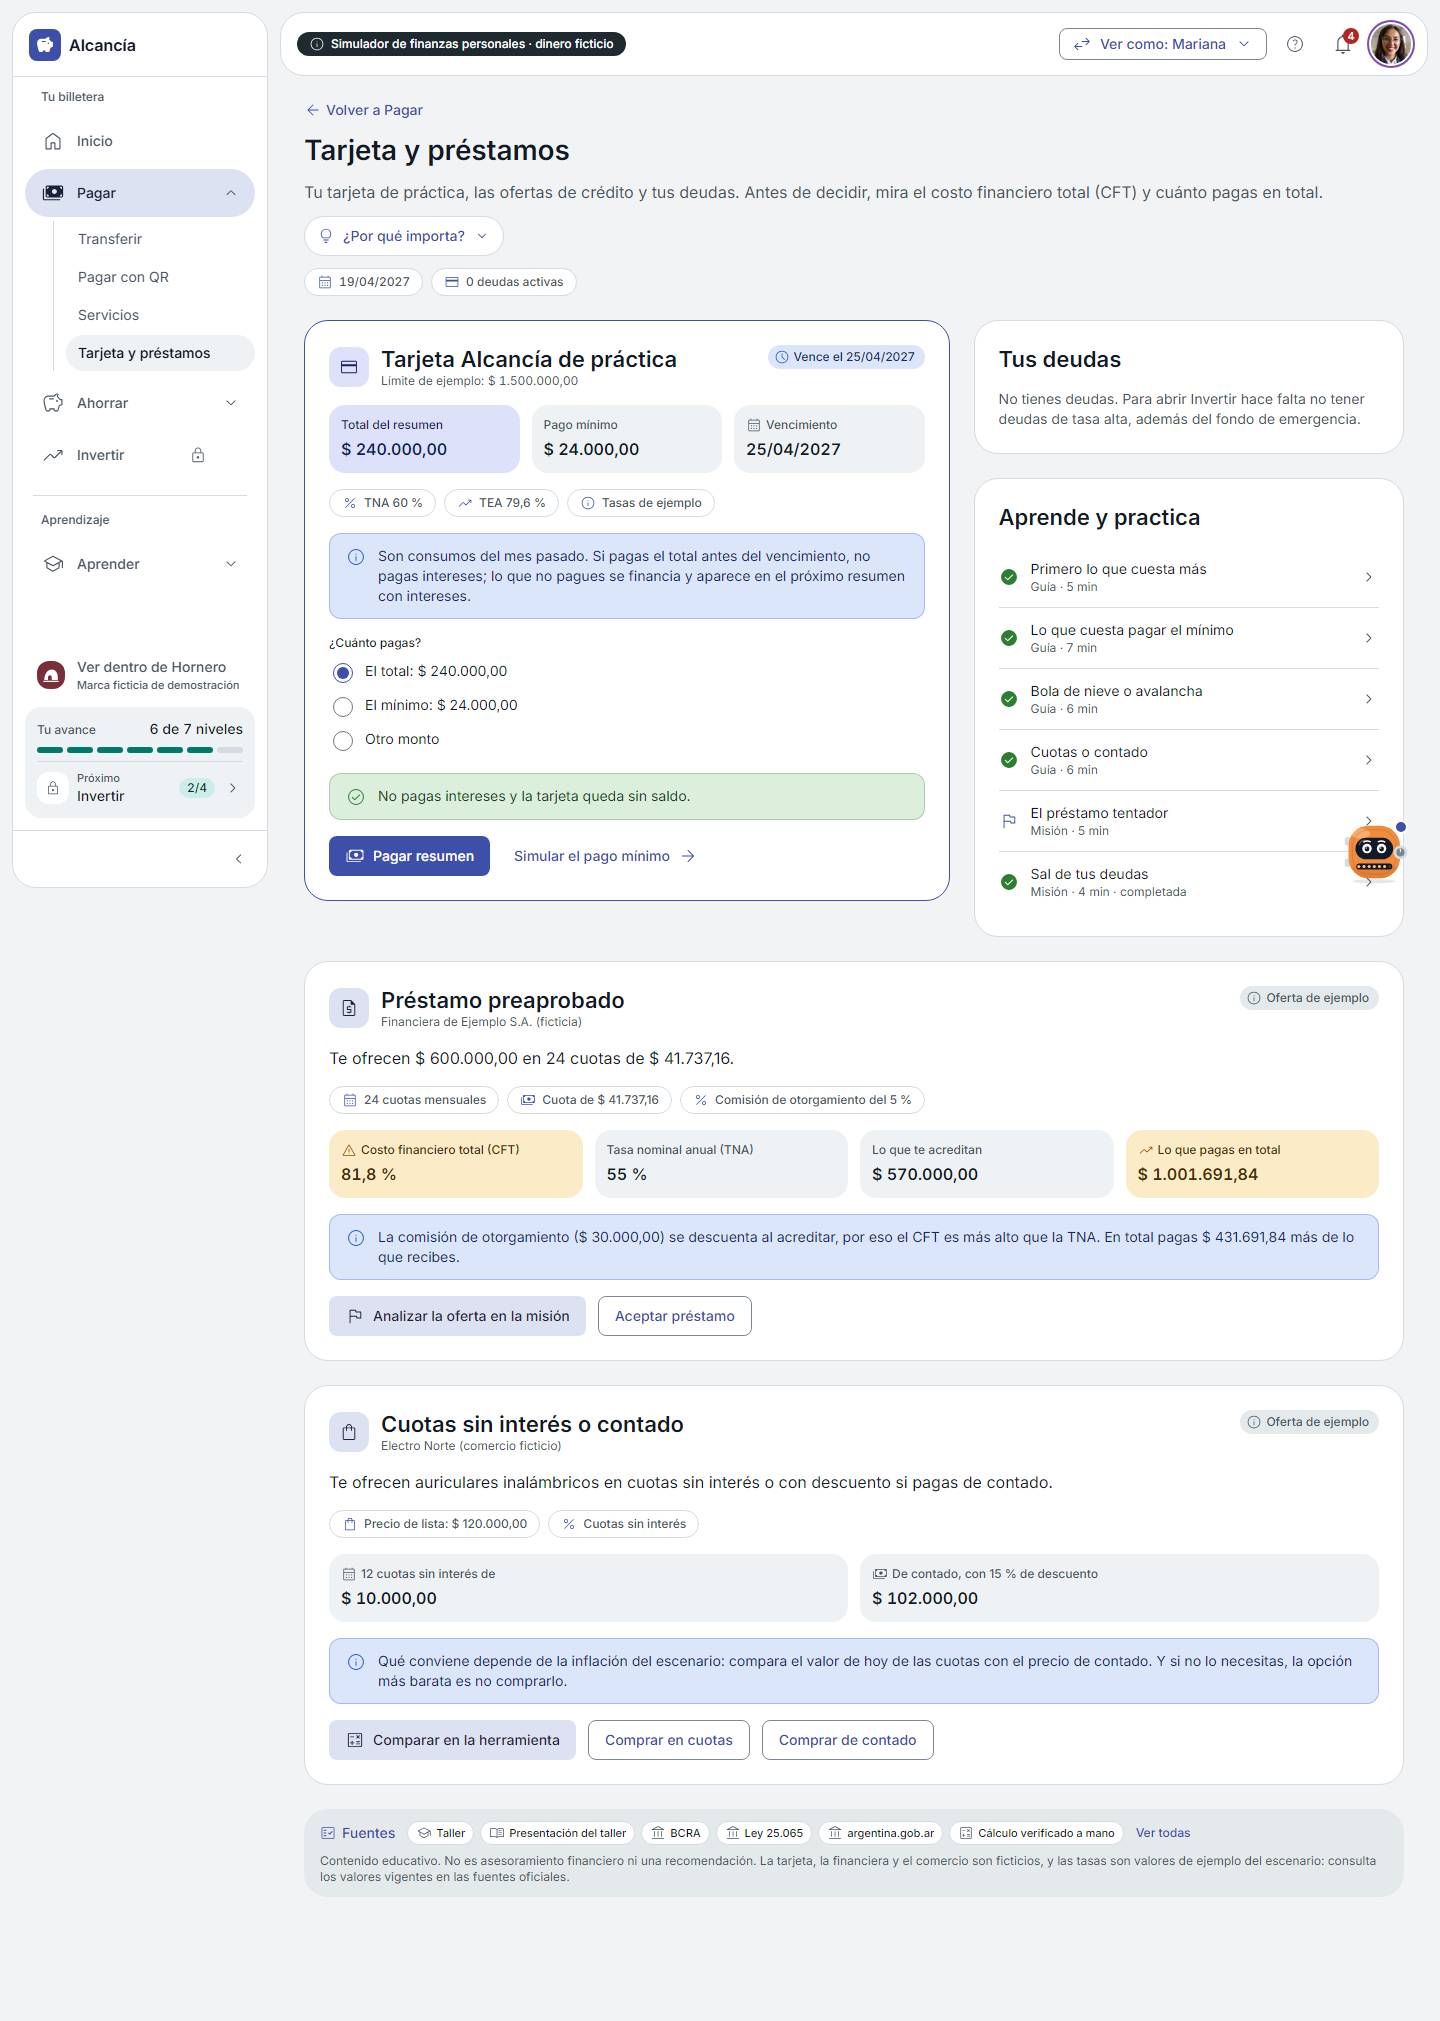 Alcancía
Simulador de finanzas personales · dinero ficticio
Ver como: Mariana
4
Tu billetera
Inicio
Pagar
Transferir
Pagar con QR
Servicios
Tarjeta y préstamos
Ahorrar
Invertir
Aprendizaje
Aprender
Ver dentro de Hornero
Marca ficticia de demostración
Tu avance
6 de 7 niveles
Próximo
Invertir
2/4
Volver a Pagar
Tarjeta y préstamos
Tu tarjeta de práctica, las ofertas de crédito y tus deudas. Antes de decidir, mira el costo financiero total (CFT) y cuánto pagas en total.
¿Por qué importa?
19/04/2027
0 deudas activas
Tarjeta Alcancía de práctica
Límite de ejemplo: $ 1.500.000,00
Vence el 25/04/2027
Total del resumen
$ 240.000,00
Pago mínimo
$ 24.000,00
Vencimiento
25/04/2027
TNA 60 %
TEA 79,6 %
Tasas de ejemplo
Son consumos del mes pasado. Si pagas el total antes del vencimiento, no
pagas intereses; lo que no pagues se financia y aparece en el próximo resumen
con intereses.
¿Cuánto pagas?
El total: $ 240.000,00
El mínimo: $ 24.000,00
Otro monto
No pagas intereses y la tarjeta queda sin saldo.
Pagar resumen
Simular el pago mínimo
Tus deudas
No tienes deudas. Para abrir Invertir hace falta no tener
deudas de tasa alta, además del fondo de emergencia.
Aprende y practica
Primero lo que cuesta más
Guía · 5 min
Lo que cuesta pagar el mínimo
Guía · 7 min
Bola de nieve o avalancha
Guía · 6 min
Cuotas o contado
Guía · 6 min
El préstamo tentador
Misión · 5 min
Sal de tus deudas
Misión · 4 min · completada
Préstamo preaprobado
Financiera de Ejemplo S.A. (ficticia)
Oferta de ejemplo
Te ofrecen $ 600.000,00 en 24 cuotas de $ 41.737,16.
24 cuotas mensuales
Cuota de $ 41.737,16
Comisión de otorgamiento del 5 %
Costo financiero total (CFT)
81,8 %
Tasa nominal anual (TNA)
55 %
Lo que te acreditan
$ 570.000,00
Lo que pagas en total
$ 1.001.691,84
La comisión de otorgamiento ($ 30.000,00) se descuenta al acreditar, por eso el CFT es más alto que la TNA. En total pagas $ 431.691,84 más de lo
que recibes.
Analizar la oferta en la misión
Aceptar préstamo
Cuotas sin interés o contado
Electro Norte (comercio ficticio)
Oferta de ejemplo
Te ofrecen auriculares inalámbricos en cuotas sin interés o con descuento si pagas de contado.
Precio de lista: $ 120.000,00
Cuotas sin interés
12 cuotas sin interés de
$ 10.000,00
De contado, con 15 % de descuento
$ 102.000,00
Qué conviene depende de la inflación del escenario: compara el valor de hoy de las cuotas con el precio de contado. Y si no lo necesitas, la opción
más barata es no comprarlo.
Comparar en la herramienta
Comprar en cuotas
Comprar de contado
Fuentes
Taller
Presentación del taller
BCRA
Ley 25.065
argentina.gob.ar
Cálculo verificado a mano
Ver todas
Contenido educativo. No es asesoramiento financiero ni una recomendación. La tarjeta, la financiera y el comercio son ficticios, y las tasas son valores de ejemplo del escenario: consulta
los valores vigentes en las fuentes oficiales.